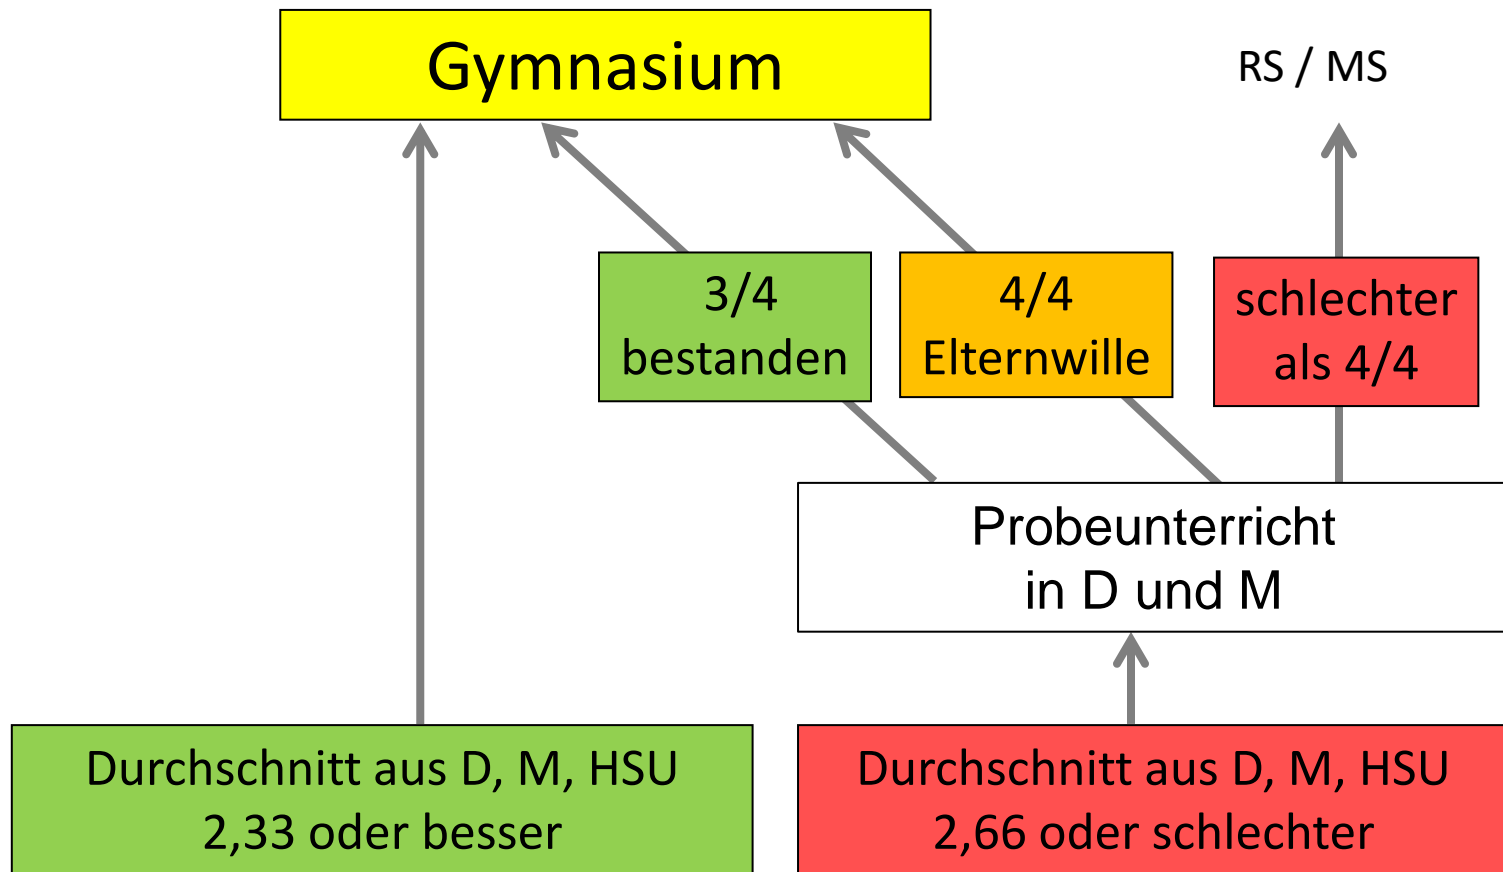 Gymnasium
RS / MS
3/4
bestanden
4/4
Elternwille
schlechter
als 4/4
Probeunterricht
in D und M
Durchschnitt aus D, M, HSU
2,33 oder besser
Durchschnitt aus D, M, HSU
2,66 oder schlechter